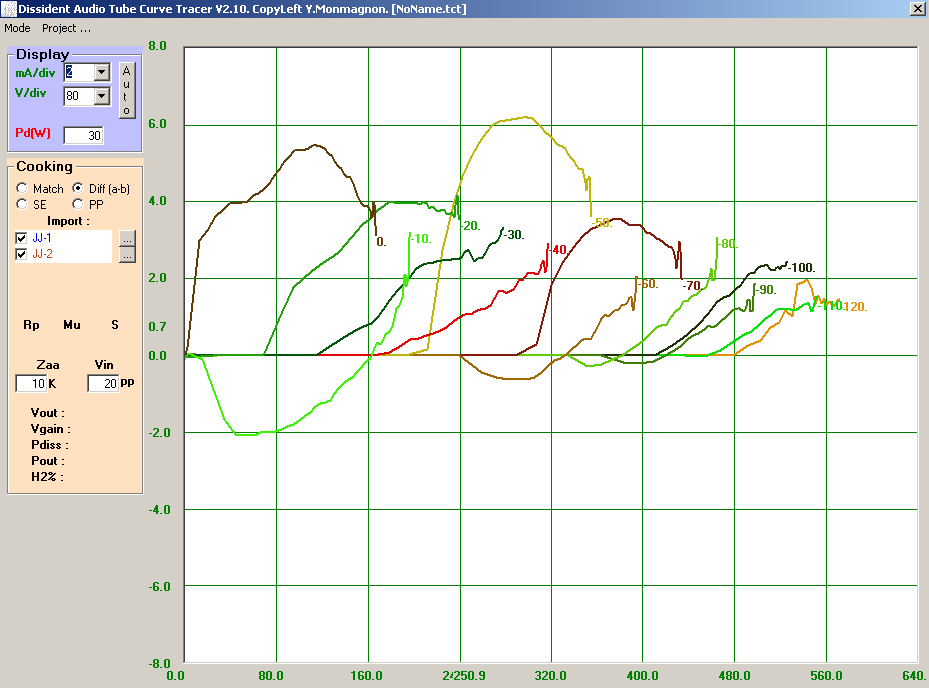 Dissident Audio Tube Curve Tracer V2.10. CopyLeft Y.Monmagnon. [NoName.tct]
Mode Project ...
Display
mA/div 2
V/div 80
Auto
Pd(W) 30
Cooking
Match Diff (a-b)
SE PP
Import :
JJ-1 ...
JJ-2 ...
Rp Mu S
Zaa Vin
10 K 20 PP
Vout :
Vgain :
Pdiss :
Pout :
H2% :
8.0
6.0
4.0
2.0
0.7
0.0
-2.0
-4.0
-6.0
-8.0
0.
-10.
-20.
-30.
-40.
-50.
-60.
-70.
-80.
-90.
-100.
-110.
-120.
0.0 80.0 160.0 24250.9 320.0 400.0 480.0 560.0 640.